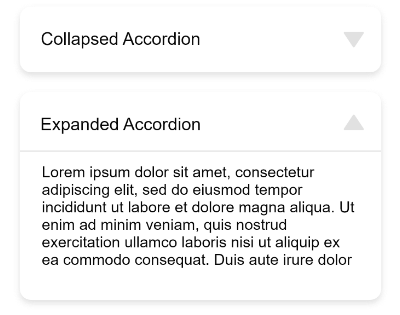 Collapsed Accordion
Expanded Accordion
Lorem ipsum dolor sit amet, consectetur
adipiscing elit, sed do eiusmod tempor
incididunt ut labore et dolore magna aliqua. Ut
enim ad minim veniam, quis nostrud
exercitation ullamco laboris nisi ut aliquip ex
ea commodo consequat. Duis aute irure dolor